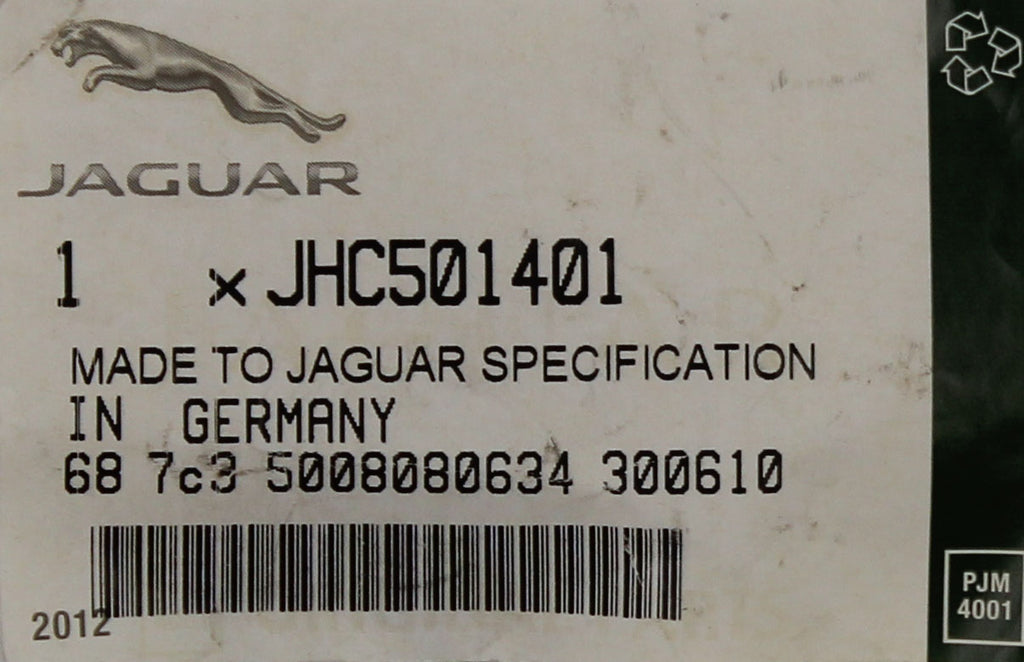 JAGUAR
1 x JHC501401
MADE TO JAGUAR SPECIFICATION
IN GERMANY
68 7c3 5008080634 300610
2012
PJM
4001